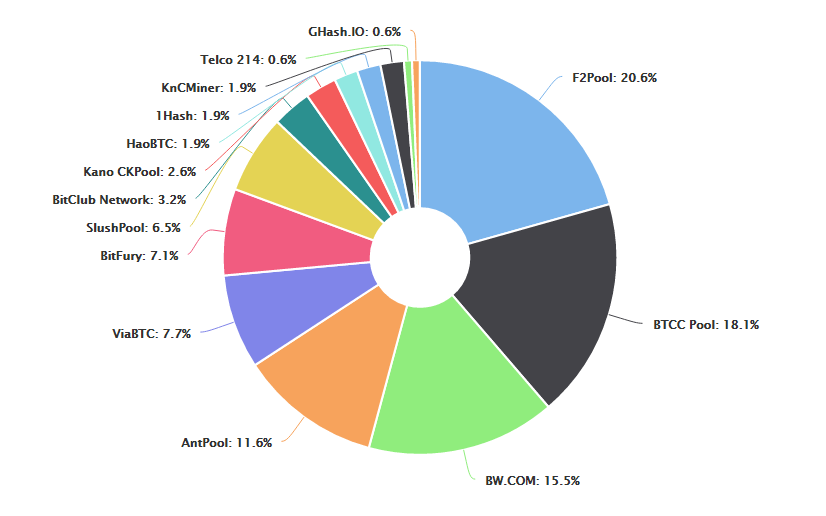 GHash.IO: 0.6%
Telco 214: 0.6%
F2Pool: 20.6%
KnCMiner: 1.9%
1Hash: 1.9%
HaoBTC: 1.9%
Kano CKPool: 2.6%
BitClub Network: 3.2%
SlushPool: 6.5%
BitFury: 7.1%
BTCC Pool: 18.1%
ViaBTC: 7.7%
AntPool: 11.6%
BW.COM: 15.5%